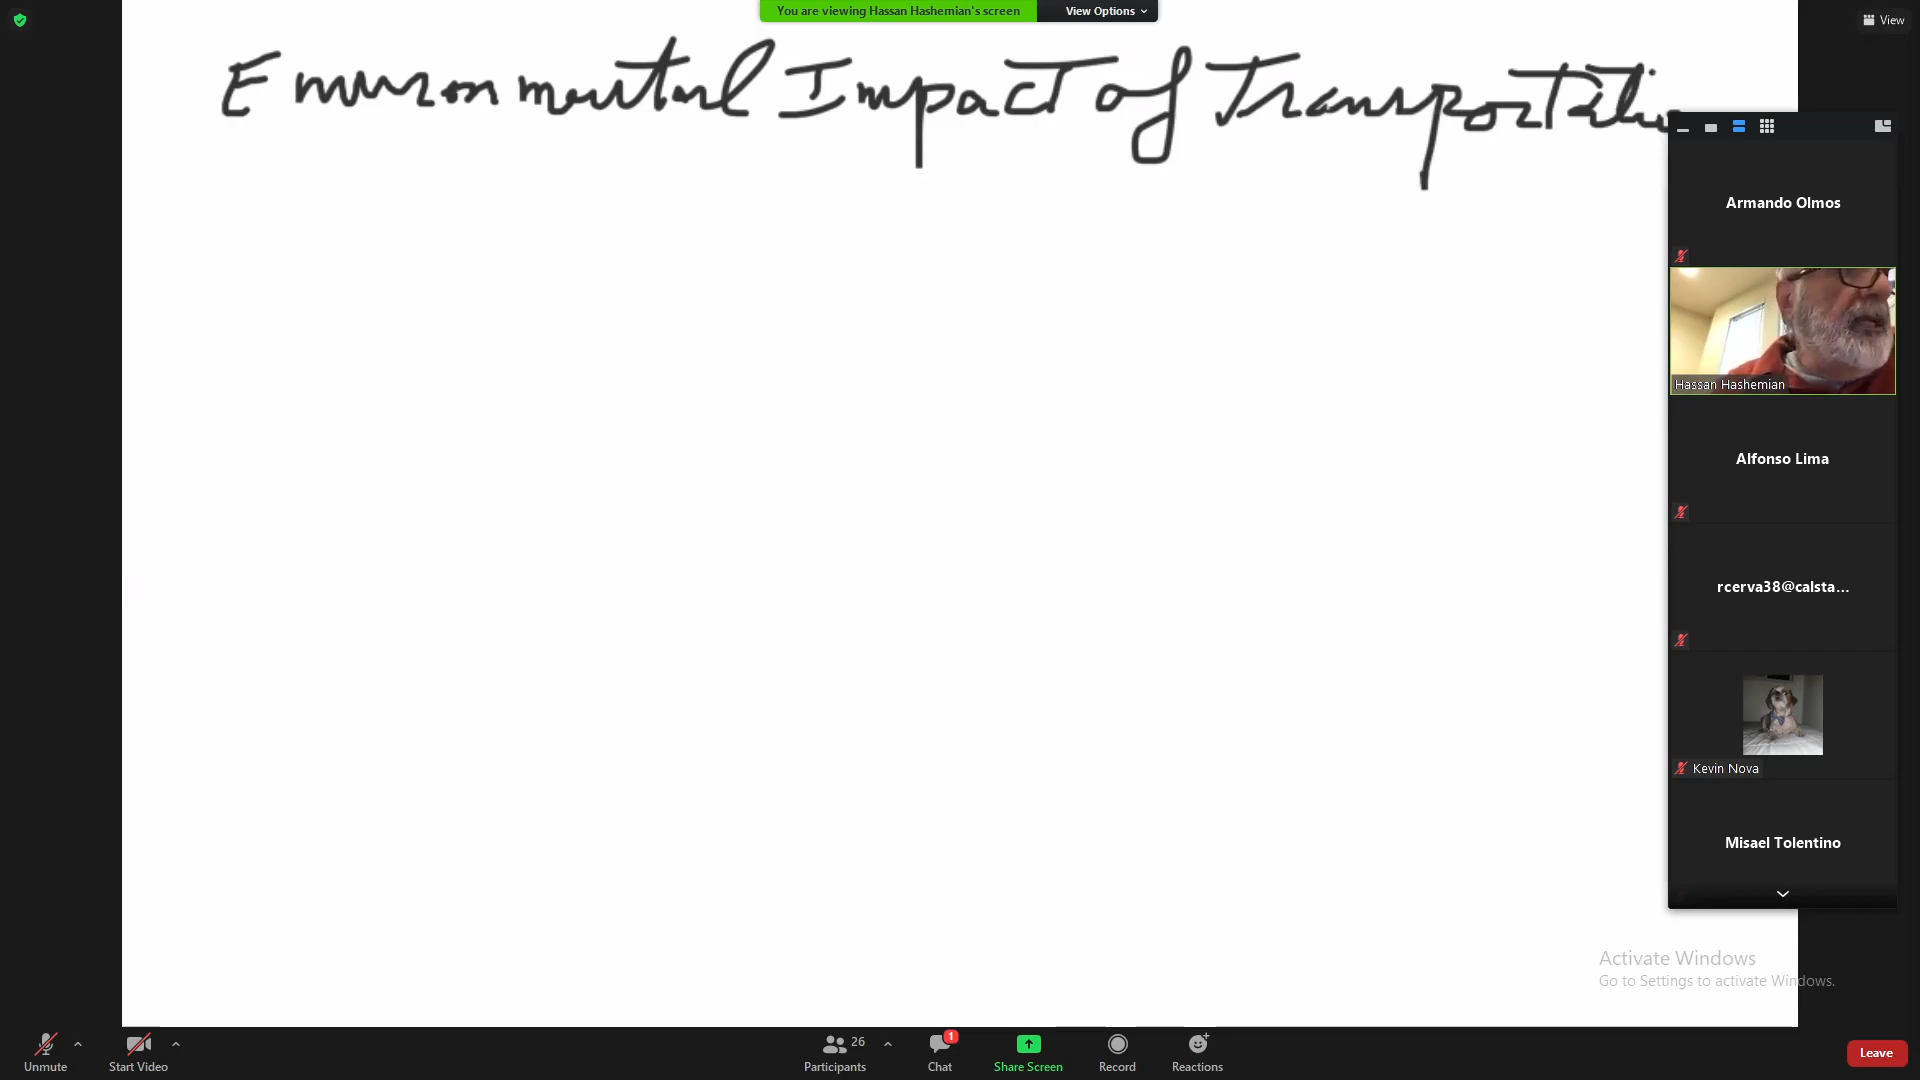 You are viewing Hassan Hashemian's screen
View Options
View
Environmental Impact of Transportation
Armando Olmos
Hassan Hashemian
Alfonso Lima
rcerva38@calsta...
Kevin Nova
Misael Tolentino
Activate Windows
Go to Settings to activate Windows.
Unmute
Start Video
26
Participants
1
Chat
Share Screen
Record
Reactions
Leave